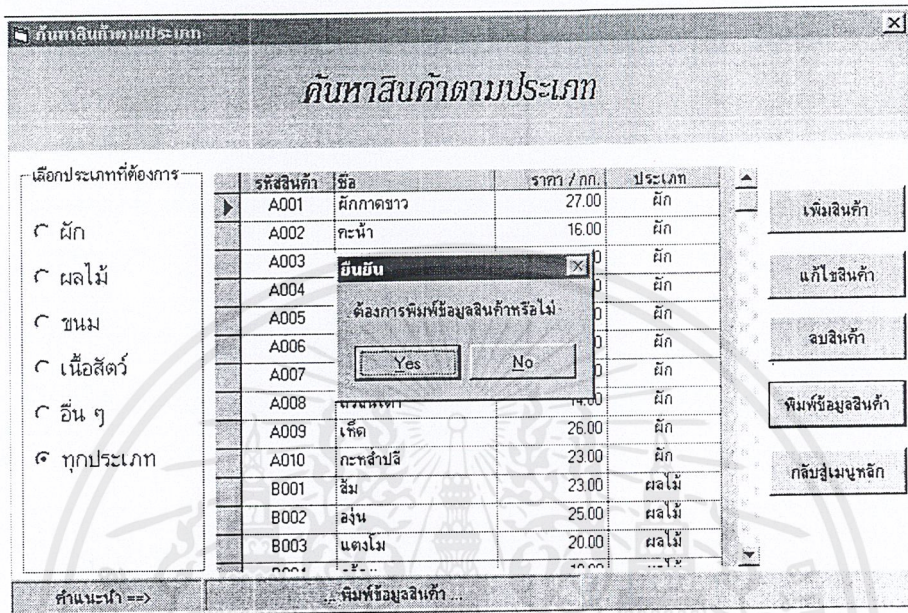 ค้นหาสินค้าตามประเภท
ค้นหาสินค้าตามประเภท
เลือกประเภทที่ต้องการ
ผัก
ผลไม้
ขนม
เนื้อสัตว์
อื่น ๆ
ทุกประเภท
รหัสสินค้า ชื่อ ราคา / กก. ประเภท
A001 ผักกาดขาว 27.00 ผัก
A002 คะน้า 16.00 ผัก
A003 ผัก
A004 ผัก
A005 ผัก
A006 ผัก
A007 ผัก
A008 14.00 ผัก
A009 เห็ด 26.00 ผัก
A010 กะหล่ำปลี 23.00 ผัก
B001 ส้ม 23.00 ผลไม้
B002 องุ่น 25.00 ผลไม้
B003 แตงโม 20.00 ผลไม้
ยืนยัน
ต้องการพิมพ์ข้อมูลสินค้าหรือไม่
Yes No
เพิ่มสินค้า
แก้ไขสินค้า
ลบสินค้า
พิมพ์ข้อมูลสินค้า
กลับสู่เมนูหลัก
คำแนะนำ ==> ... พิมพ์ข้อมูลสินค้า ...